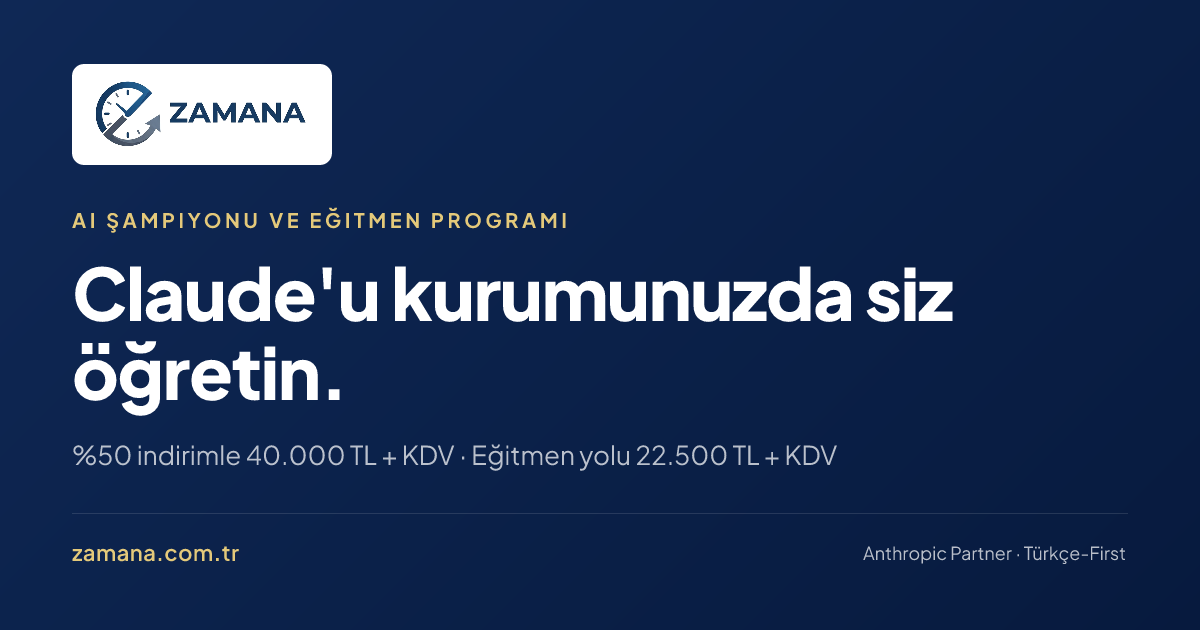 ZAMANA
AI ŞAMPIYONU VE EĞITMEN PROGRAMI
Claude'u kurumunuzda siz
öğretin.
%50 indirimle 40.000 TL + KDV · Eğitmen yolu 22.500 TL + KDV
zamana.com.tr
Anthropic Partner · Türkçe-First